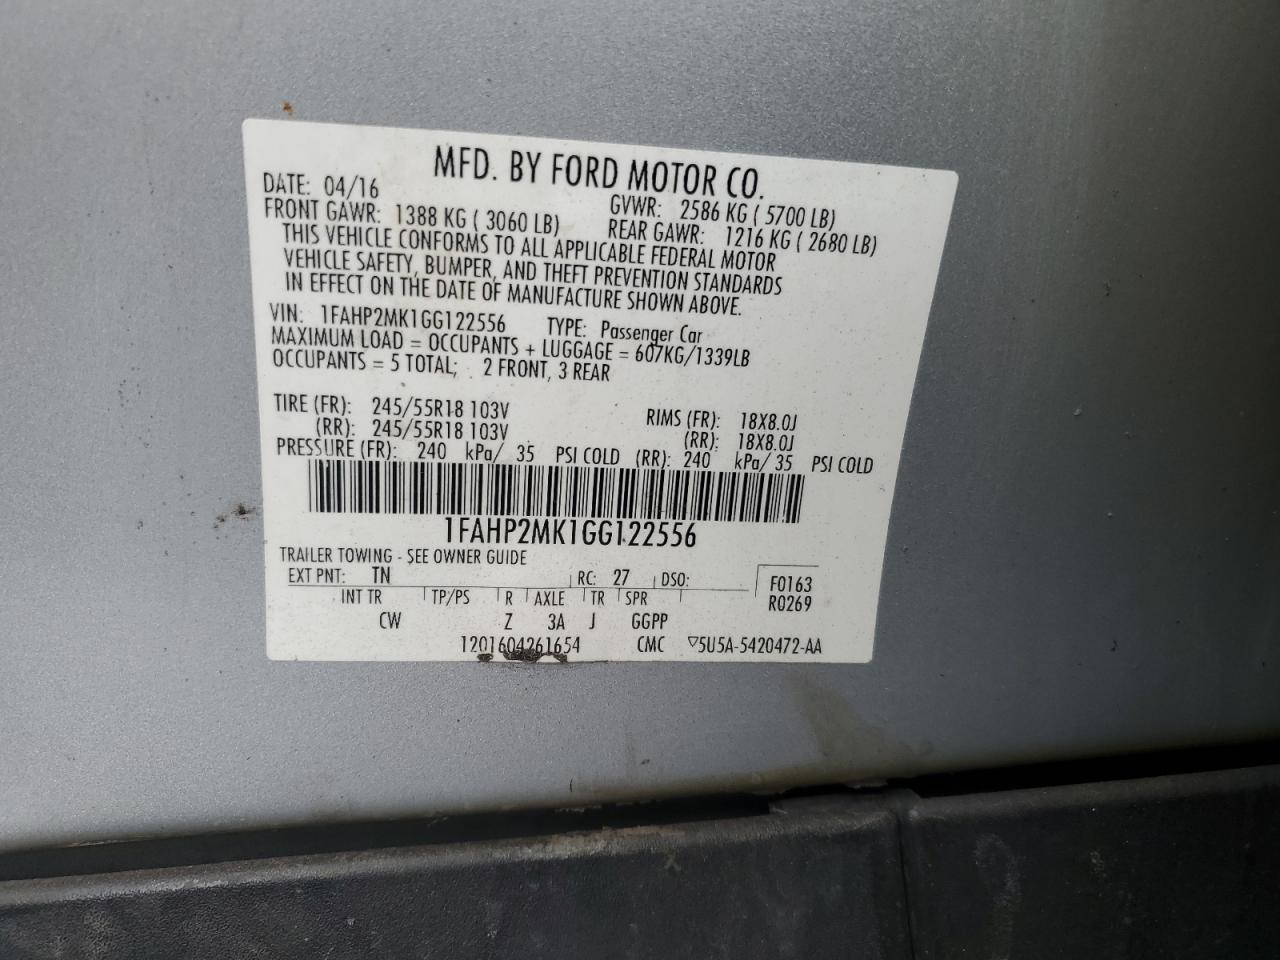 MFD. BY FORD MOTOR CO.
DATE: 04/16 GVWR: 2586 KG ( 5700 LB)
FRONT GAWR: 1388 KG ( 3060 LB) REAR GAWR: 1216 KG ( 2680 LB)
THIS VEHICLE CONFORMS TO ALL APPLICABLE FEDERAL MOTOR
VEHICLE SAFETY, BUMPER, AND THEFT PREVENTION STANDARDS
IN EFFECT ON THE DATE OF MANUFACTURE SHOWN ABOVE.
VIN: 1FAHP2MK1GG122556 TYPE: Passenger Car
MAXIMUM LOAD = OCCUPANTS + LUGGAGE = 607KG/1339LB
OCCUPANTS = 5 TOTAL; 2 FRONT, 3 REAR
TIRE (FR): 245/55R18 103V RIMS (FR): 18X8.0J
(RR): 245/55R18 103V (RR): 18X8.0J
PRESSURE (FR): 240 kPa/ 35 PSI COLD (RR): 240 kPa/ 35 PSI COLD
1FAHP2MK1GG122556
TRAILER TOWING - SEE OWNER GUIDE
EXT PNT: TN RC: 27 DSO: F0163
INT TR TP/PS R AXLE TR SPR R0269
CW Z 3A J GGPP
1201604261654 CMC ▽5U5A-5420472-AA